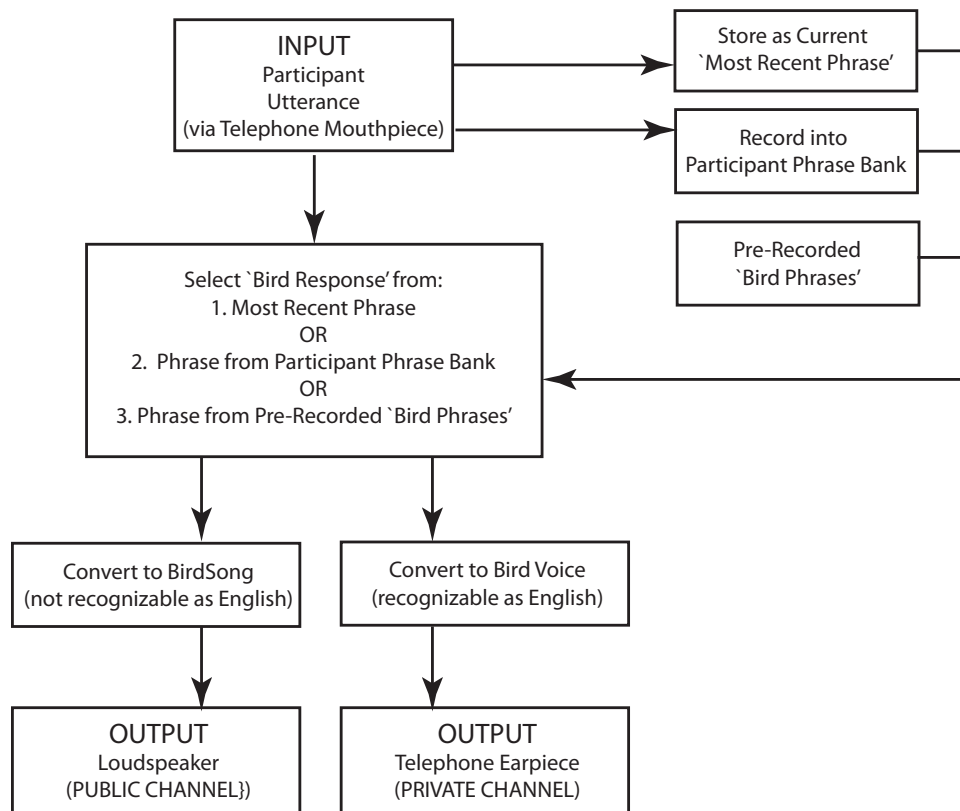 INPUT
Participant
Utterance
(via Telephone Mouthpiece)
Store as Current
`Most Recent Phrase’
Record into
Participant Phrase Bank
Pre-Recorded
`Bird Phrases’
Select `Bird Response’ from:
1. Most Recent Phrase
OR
2. Phrase from Participant Phrase Bank
OR
3. Phrase from Pre-Recorded `Bird Phrases’
Convert to BirdSong
(not recognizable as English)
Convert to Bird Voice
(recognizable as English)
OUTPUT
Loudspeaker
(PUBLIC CHANNEL})
OUTPUT
Telephone Earpiece
(PRIVATE CHANNEL)